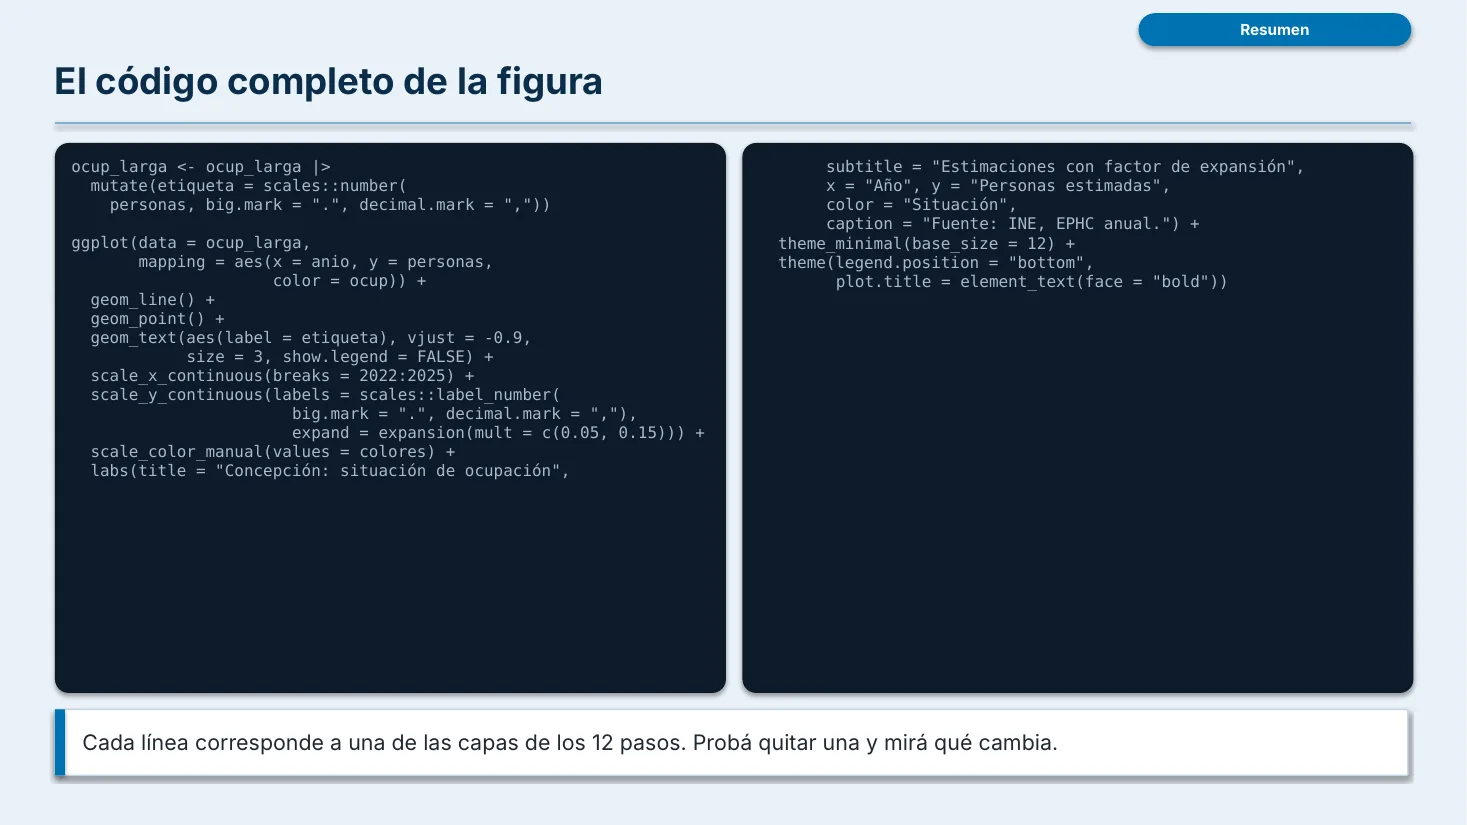 Resumen
El código completo de la figura
ocup_larga <- ocup_larga |>
  mutate(etiqueta = scales::number(
    personas, big.mark = ".", decimal.mark = ","))

ggplot(data = ocup_larga,
       mapping = aes(x = anio, y = personas,
                     color = ocup)) +
  geom_line() +
  geom_point() +
  geom_text(aes(label = etiqueta), vjust = -0.9,
            size = 3, show.legend = FALSE) +
  scale_x_continuous(breaks = 2022:2025) +
  scale_y_continuous(labels = scales::label_number(
                       big.mark = ".", decimal.mark = ","),
                       expand = expansion(mult = c(0.05, 0.15))) +
  scale_color_manual(values = colores) +
  labs(title = "Concepción: situación de ocupación",
       subtitle = "Estimaciones con factor de expansión",
       x = "Año", y = "Personas estimadas",
       color = "Situación",
       caption = "Fuente: INE, EPHC anual.") +
  theme_minimal(base_size = 12) +
  theme(legend.position = "bottom",
        plot.title = element_text(face = "bold"))
Cada línea corresponde a una de las capas de los 12 pasos. Probá quitar una y mirá qué cambia.